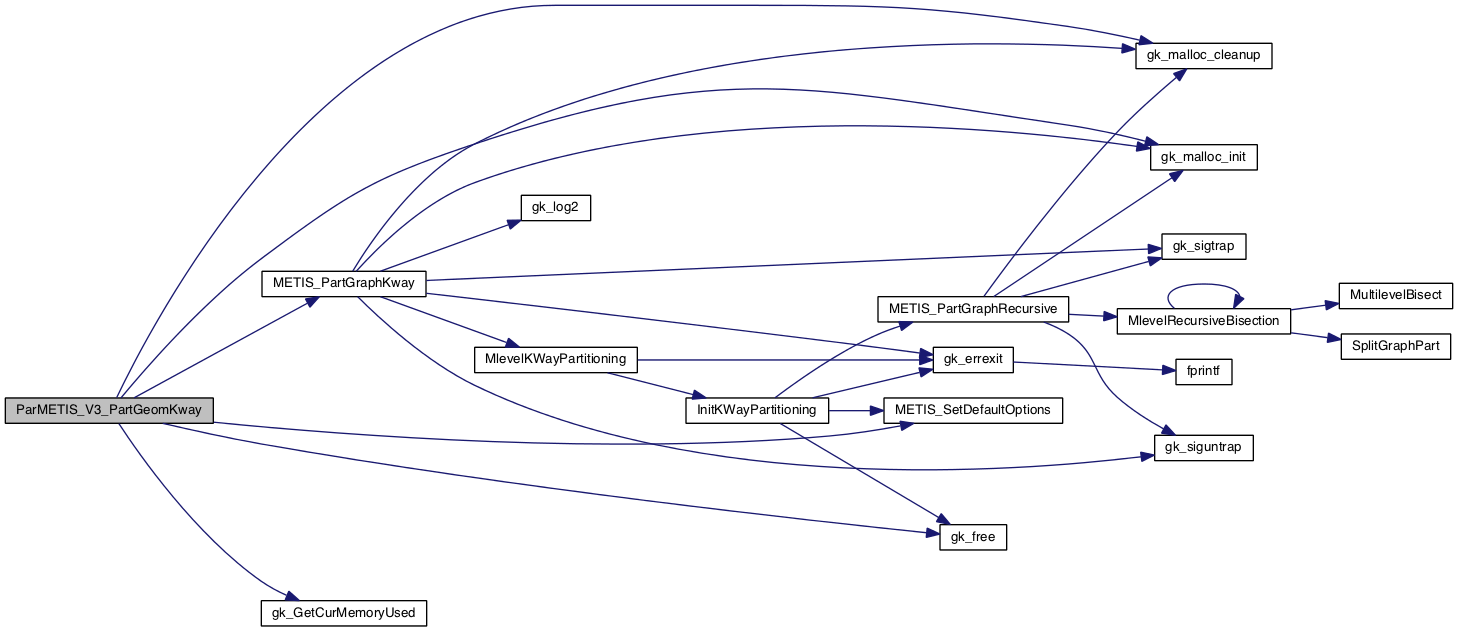 gk_malloc_cleanup
gk_malloc_init
gk_log2
gk_sigtrap
METIS_PartGraphKway
MultilevelBisect
METIS_PartGraphRecursive
MlevelRecursiveBisection
SplitGraphPart
MlevelKWayPartitioning
gk_errexit
fprintf
ParMETIS_V3_PartGeomKway
InitKWayPartitioning
METIS_SetDefaultOptions
gk_siguntrap
gk_free
gk_GetCurMemoryUsed